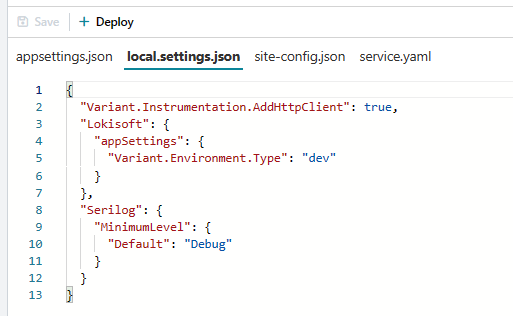 Save + Deploy
appsettings.json local.settings.json site-config.json service.yaml
1 {
2 "Variant.Instrumentation.AddHttpClient": true,
3 "Lokisoft": {
4 "appSettings": {
5 "Variant.Environment.Type": "dev"
6 }
7 },
8 "Serilog": {
9 "MinimumLevel": {
10 "Default": "Debug"
11 }
12 }
13 }